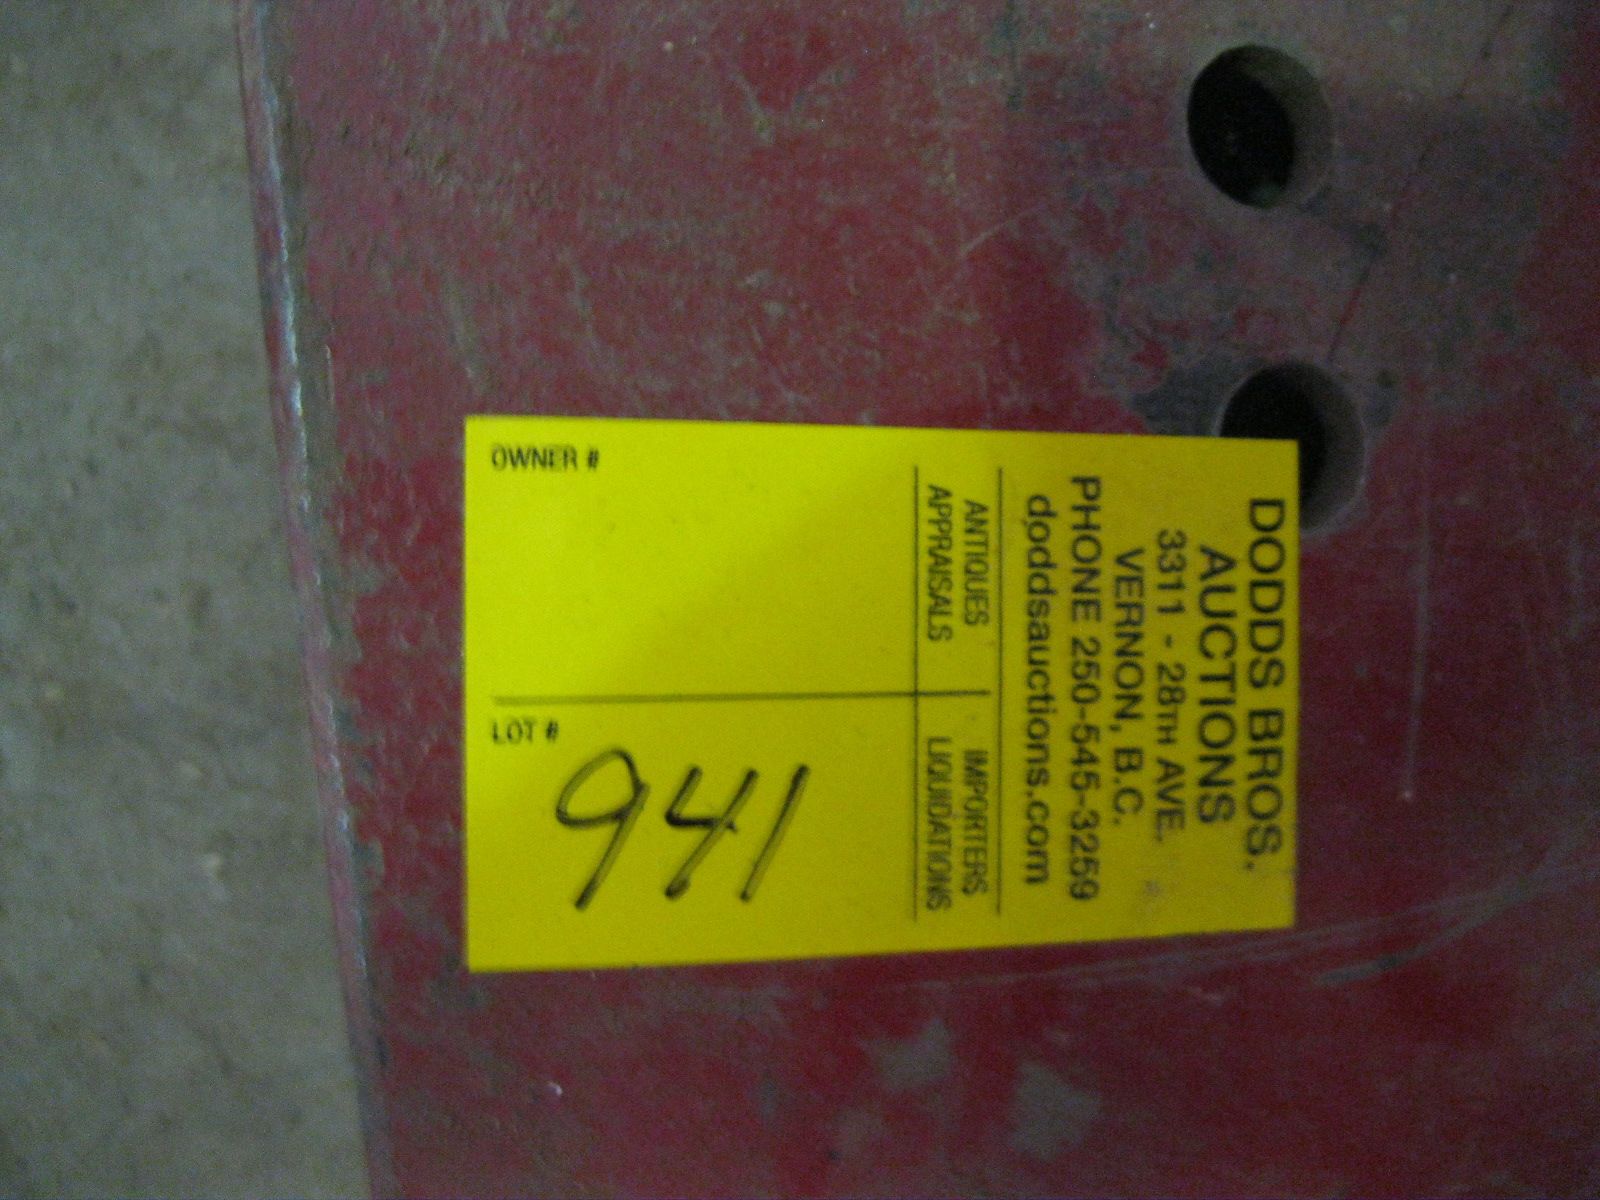 DODDS BROS.
AUCTIONS
3311 - 28TH AVE.
VERNON, B.C.
PHONE 250-545-3259
doddsauctions.com
ANTIQUES IMPORTERS
APPRAISALS LIQUIDATIONS
OWNER #
LOT #
941